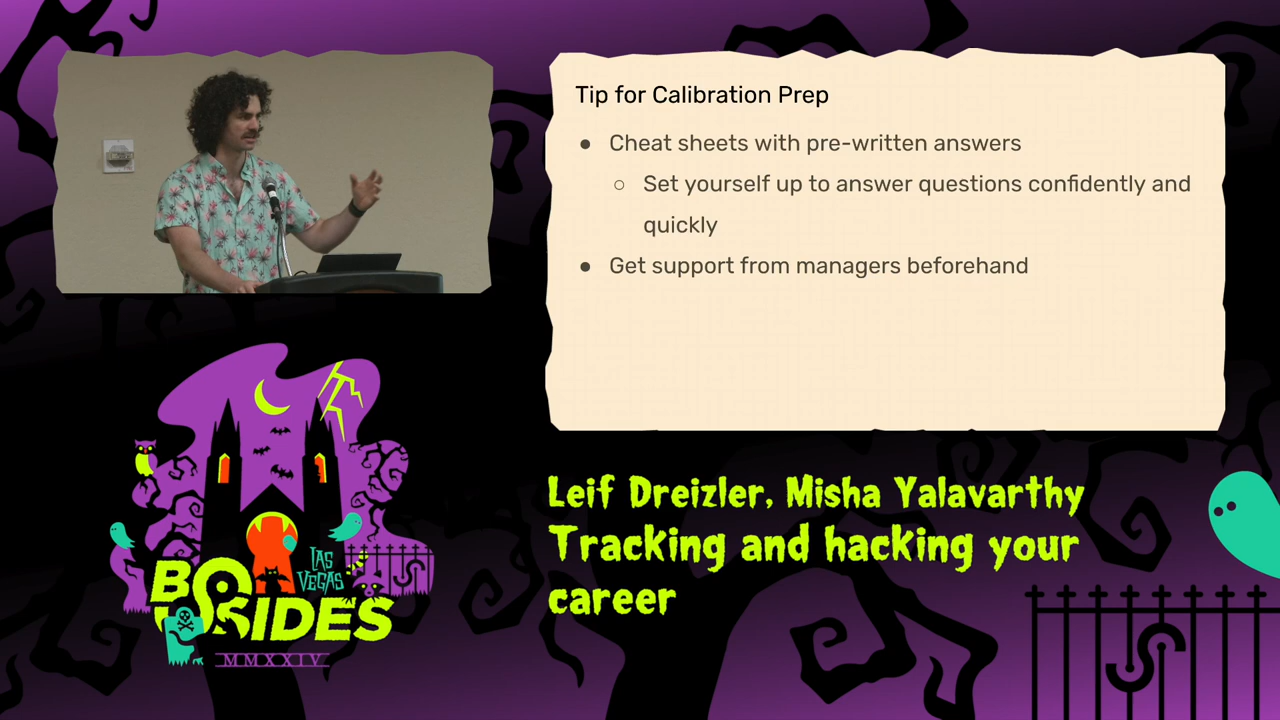 Tip for Calibration Prep
● Cheat sheets with pre-written answers
○ Set yourself up to answer questions confidently and
quickly
● Get support from managers beforehand
Leif Dreizler, Misha Yalavarthy
Tracking and hacking your
career
LAS
VEGAS
BSIDES
MMXXIV